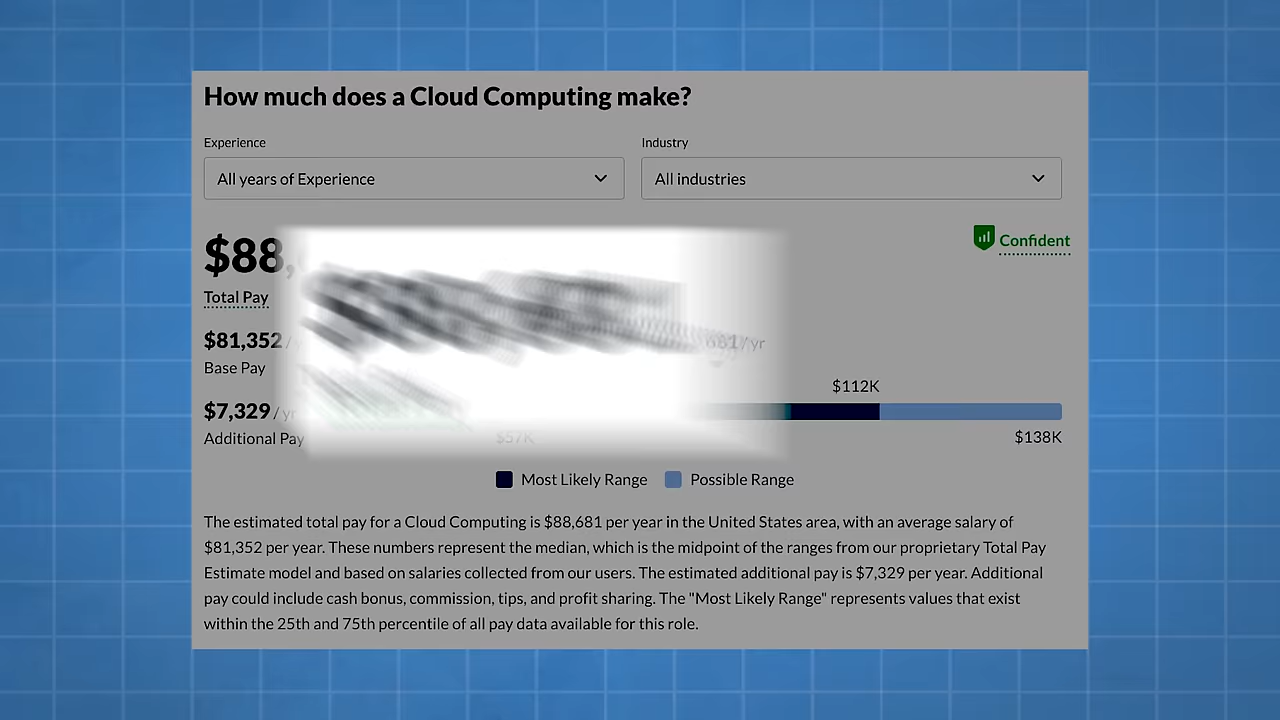 How much does a Cloud Computing make?
Experience
Industry
All years of Experience
All industries
$88,
Confident
Total Pay
$81,352 / yr
681 / yr
Base Pay
$112K
$7,329 / yr
Additional Pay
$57K
$138K
Most Likely Range
Possible Range
The estimated total pay for a Cloud Computing is $88,681 per year in the United States area, with an average salary of
$81,352 per year. These numbers represent the median, which is the midpoint of the ranges from our proprietary Total Pay
Estimate model and based on salaries collected from our users. The estimated additional pay is $7,329 per year. Additional
pay could include cash bonus, commission, tips, and profit sharing. The "Most Likely Range" represents values that exist
within the 25th and 75th percentile of all pay data available for this role.